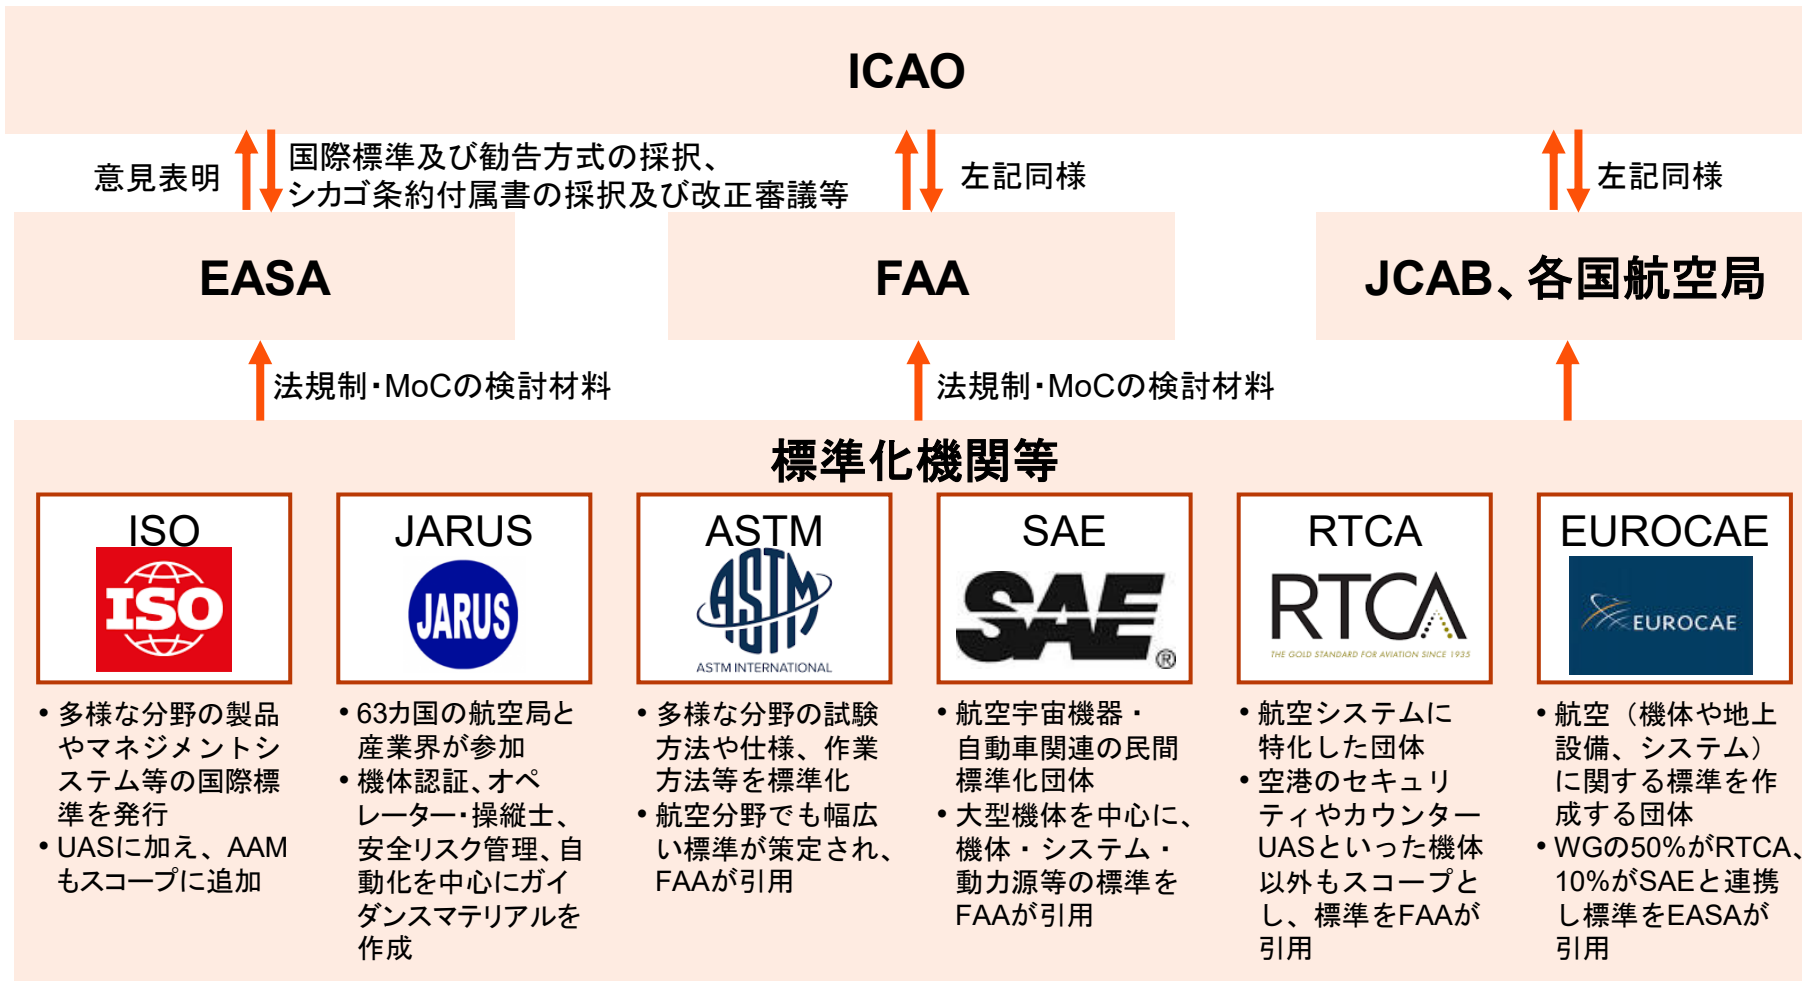 ICAO
意見表明
国際標準及び勧告方式の採択、
シカゴ条約付属書の採択及び改正審議等
左記同様
左記同様
EASA
FAA
JCAB、各国航空局
法規制・MoCの検討材料
法規制・MoCの検討材料
標準化機関等
ISO
ISO
• 多様な分野の製品
やマネジメントシ
ステム等の国際標
準を発行
• UASに加え、AAM
もスコープに追加
JARUS
JARUS
• 63カ国の航空局と
産業界が参加
• 機体認証、オペ
レーター・操縦士、
安全リスク管理、自
動化を中心にガイ
ダンスマテリアルを
作成
ASTM
ASTM
ASTM INTERNATIONAL
• 多様な分野の試験
方法や仕様、作業
方法等を標準化
• 航空分野でも幅広
い標準が策定され、
FAAが引用
SAE
SAE®
• 航空宇宙機器・
自動車関連の民間
標準化団体
• 大型機体を中心に、
機体・システム・
動力源等の標準を
FAAが引用
RTCA
RTCA
THE GOLD STANDARD FOR AVIATION SINCE 1935
• 航空システムに
特化した団体
• 空港のセキュリ
ティやカウンター
UASといった機体
以外もスコープと
し、標準をFAAが
引用
EUROCAE
EUROCAE
• 航空（機体や地上
設備、システム）
に関する標準を作
成する団体
• WGの50%がRTCA、
10%がSAEと連携
し標準をEASAが
引用